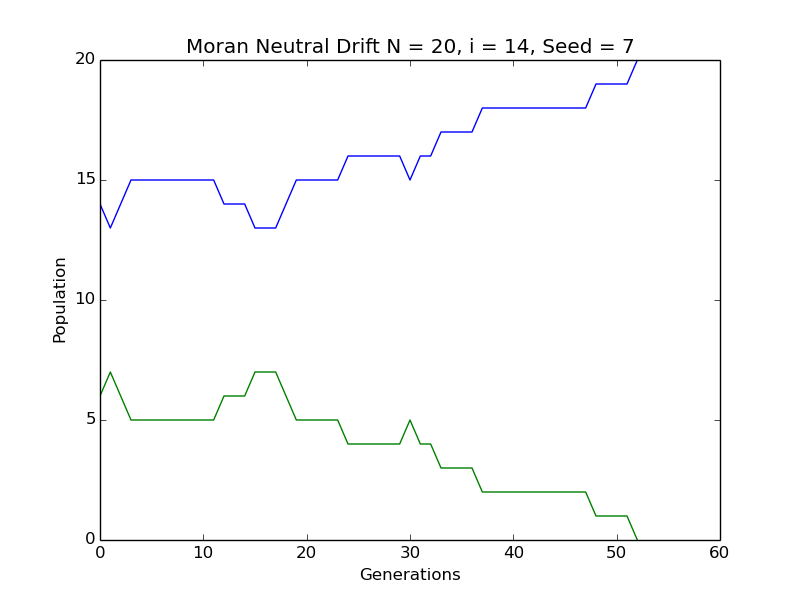 Moran Neutral Drift N = 20, i = 14, Seed = 7
20
15
10
5
0
Population
0 10 20 30 40 50 60
Generations